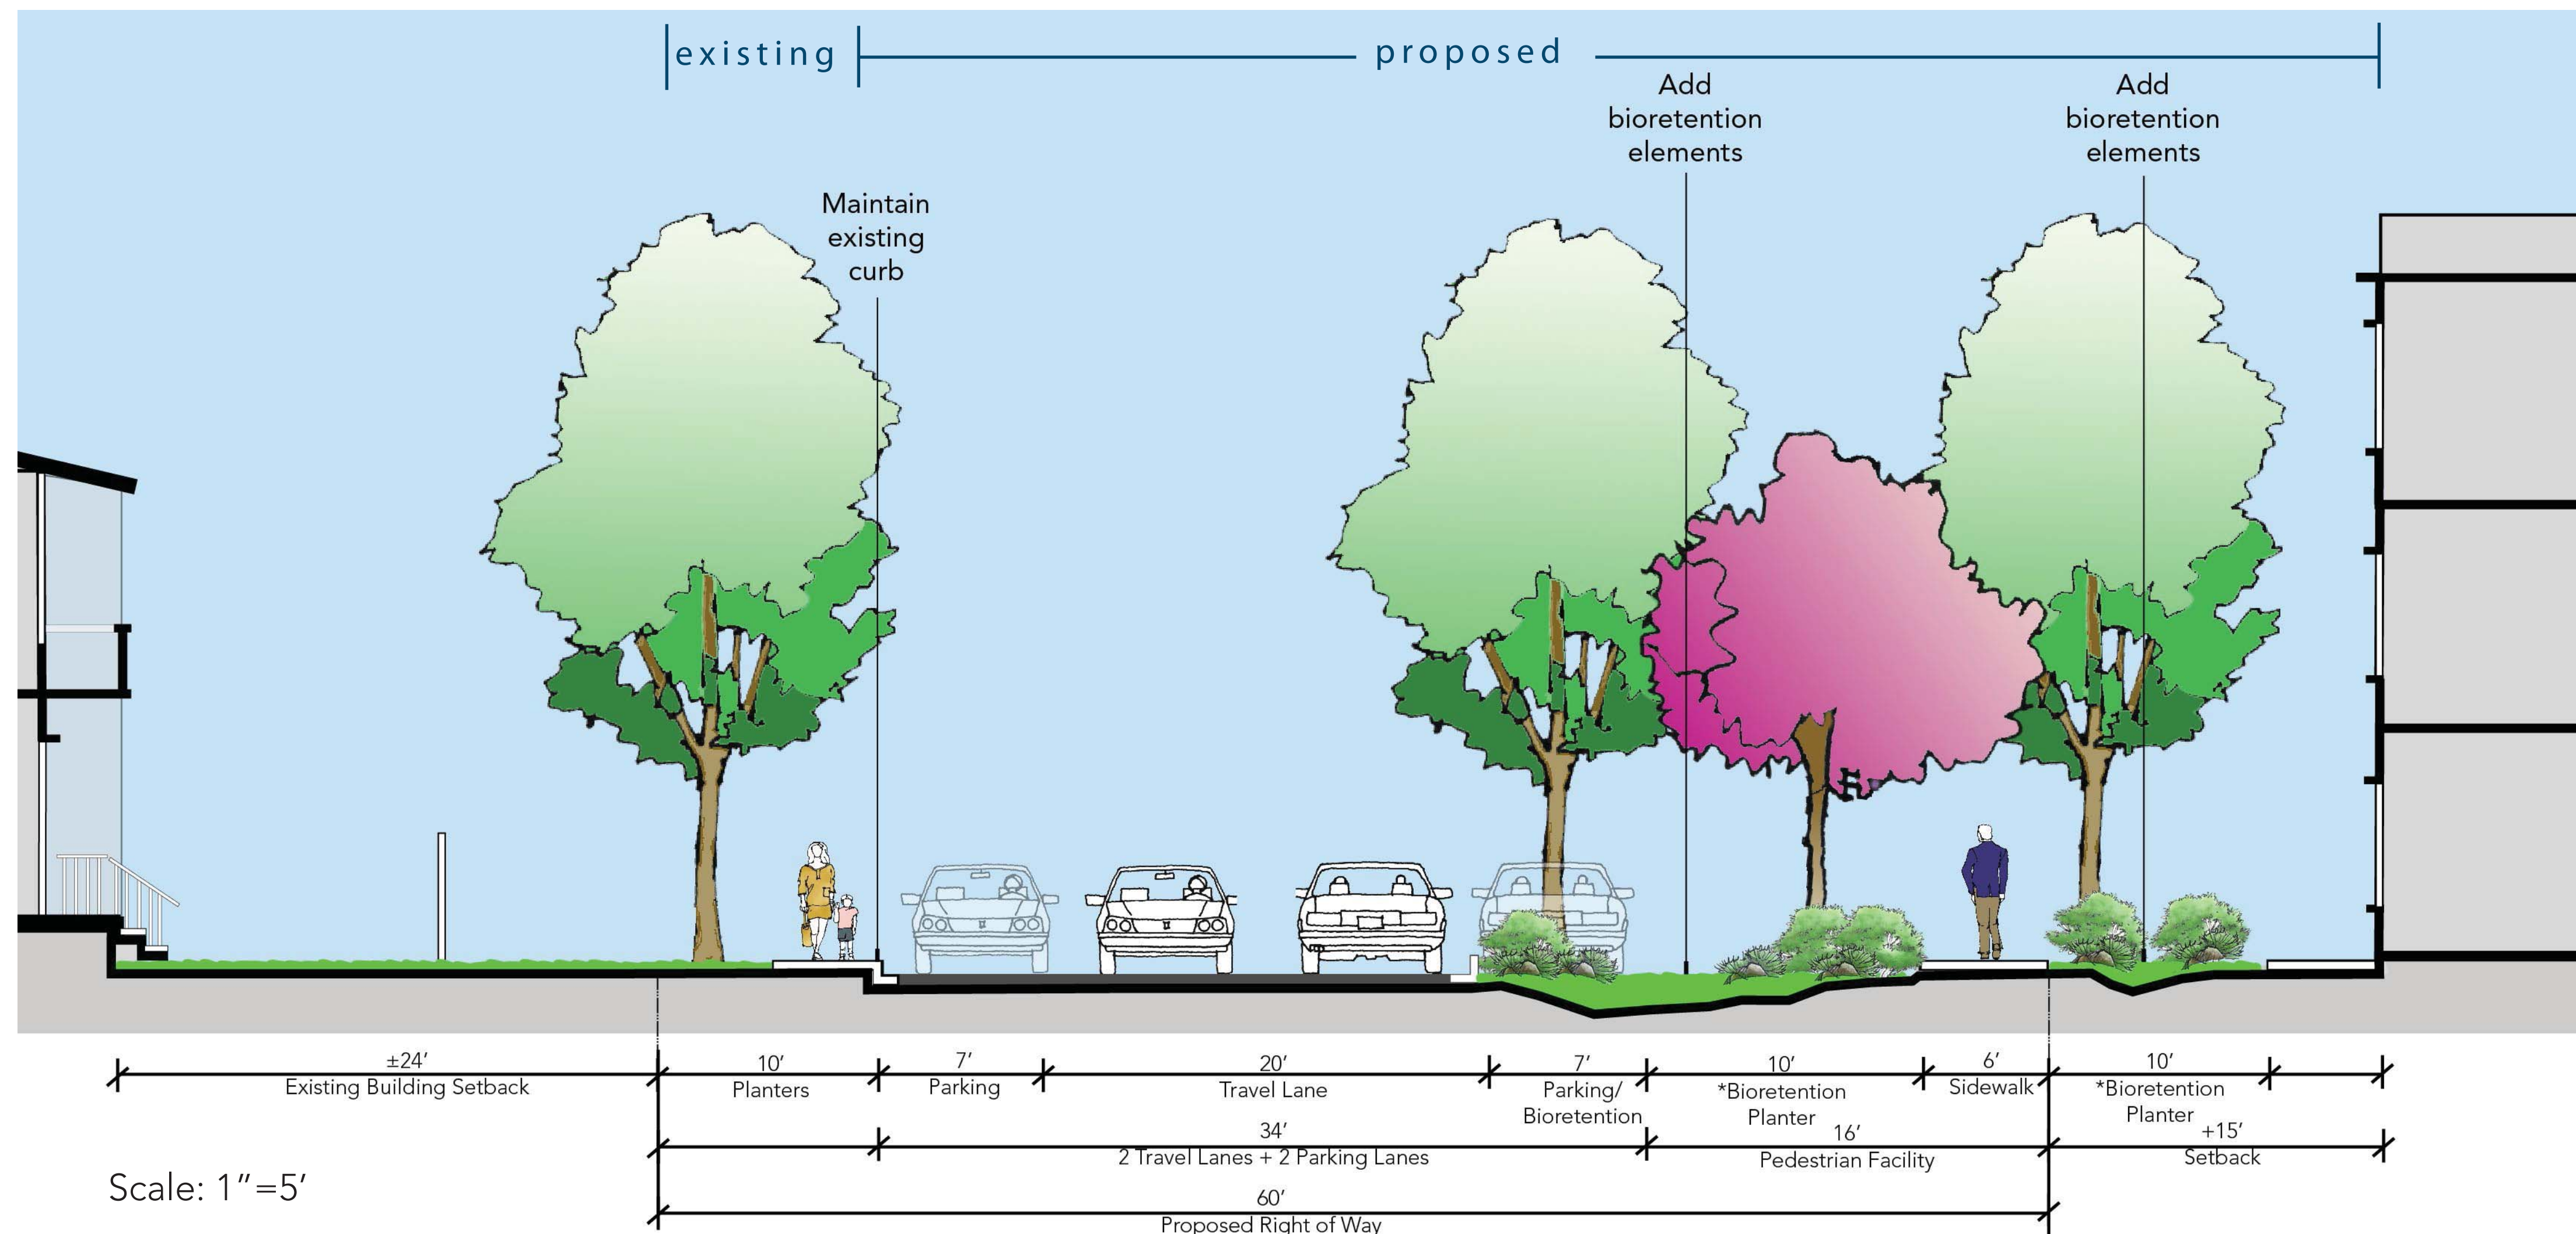 existing
proposed
Add
bioretention
elements
Add
bioretention
elements
Maintain
existing
curb
±24’
Existing Building Setback
10’
Planters
7’
Parking
20’
Travel Lane
7’
Parking/
Bioretention
10’
*Bioretention
Planter
6’
Sidewalk
10’
*Bioretention
Planter
34’
2 Travel Lanes + 2 Parking Lanes
16’
Pedestrian Facility
+15’
Setback
Scale: 1”=5’
60’
Proposed Right of Way